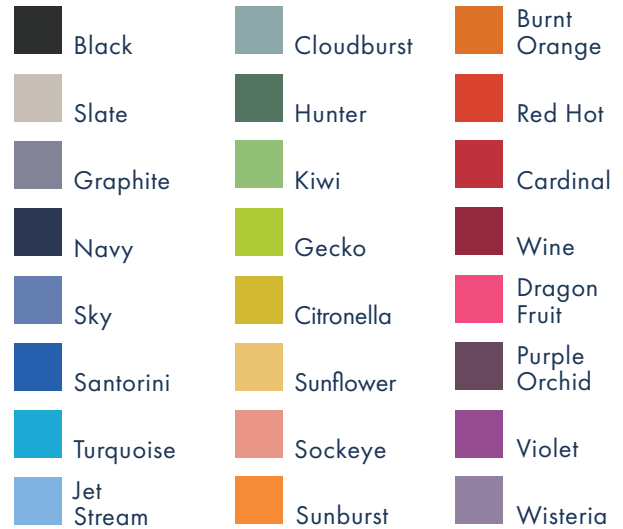 Black
Slate
Graphite
Navy
Sky
Santorini
Turquoise
Jet
Stream
Cloudburst
Hunter
Kiwi
Gecko
Citronella
Sunflower
Sockeye
Sunburst
Burnt
Orange
Red Hot
Cardinal
Wine
Dragon
Fruit
Purple
Orchid
Violet
Wisteria